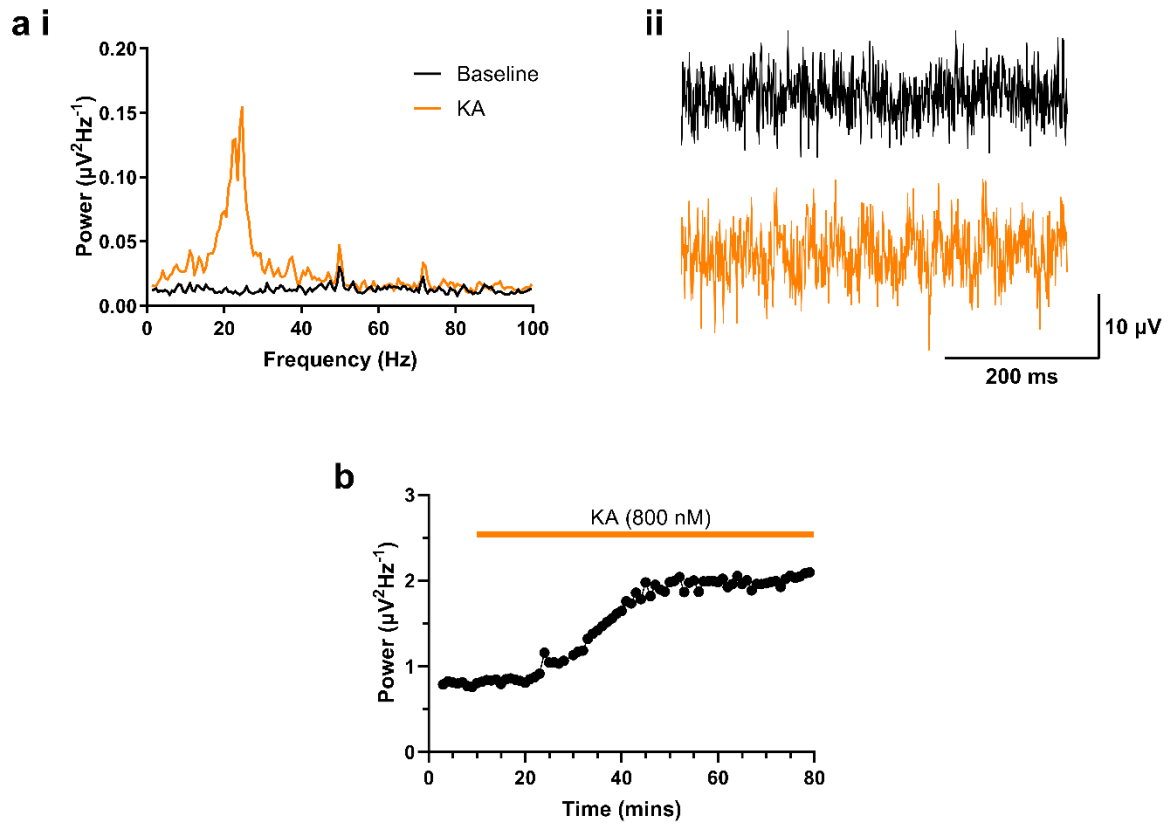 a i
Power (µV²Hz⁻¹)
0.20
0.15
0.10
0.05
0.00
0 20 40 60 80 100
Frequency (Hz)
Baseline
KA
ii
10 µV
200 ms
b
Power (µV²Hz⁻¹)
3
2
1
0
KA (800 nM)
0 20 40 60 80
Time (mins)